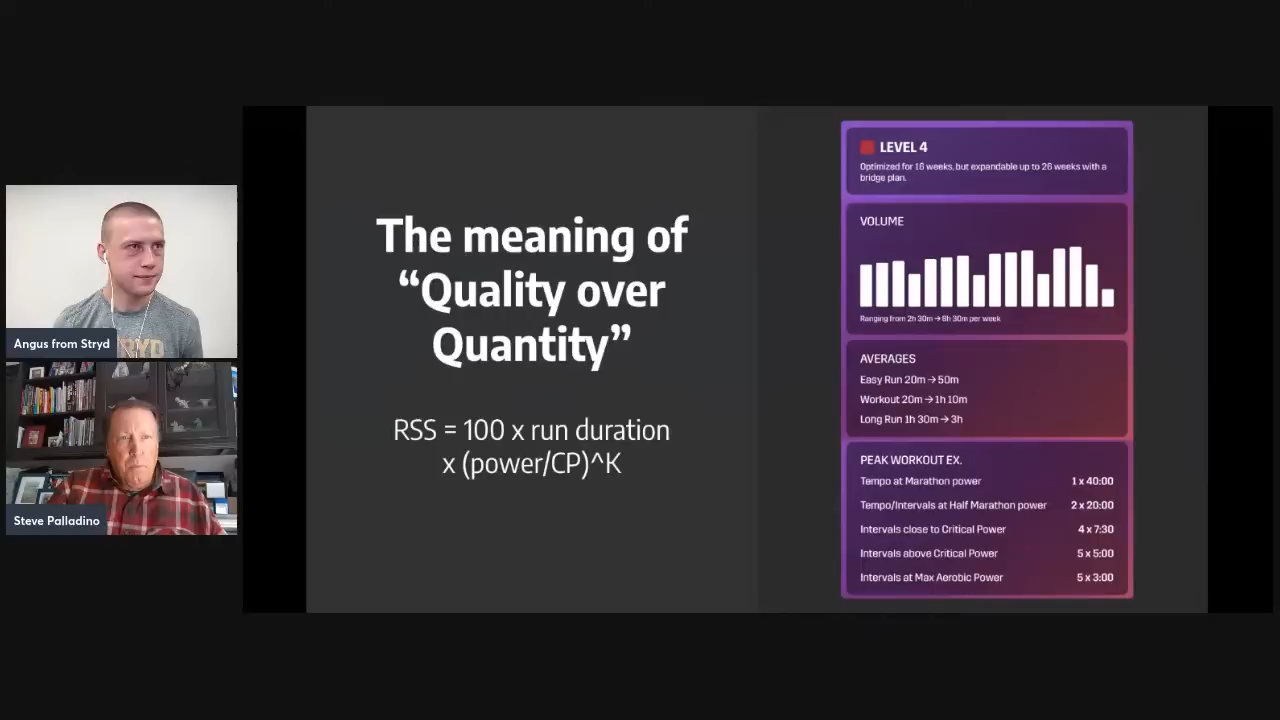 Angus from Stryd
Steve Palladino
The meaning of
“Quality over
Quantity”
RSS = 100 x run duration
x (power/CP)^K
LEVEL 4
Optimized for 16 weeks, but expandable up to 26 weeks with a
bridge plan.
VOLUME
Ranging from 2h 30m → 8h 30m per week
AVERAGES
Easy Run 20m → 50m
Workout 20m → 1h 10m
Long Run 1h 30m → 3h
PEAK WORKOUT EX.
Tempo at Marathon power 1 x 40:00
Tempo/Intervals at Half Marathon power 2 x 20:00
Intervals close to Critical Power 4 x 7:30
Intervals above Critical Power 5 x 5:00
Intervals at Max Aerobic Power 5 x 3:00